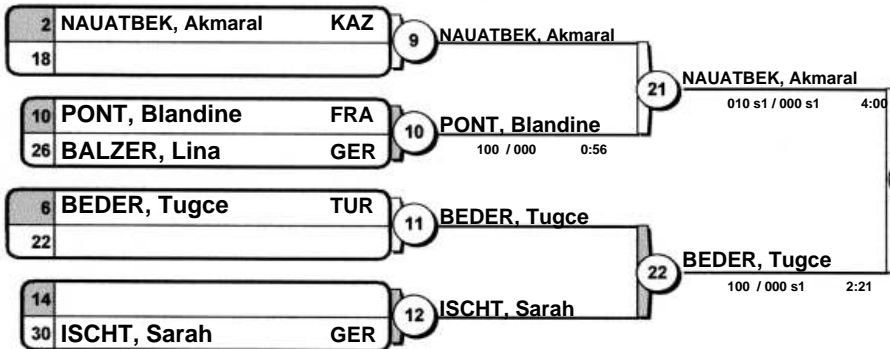 2 NAUATBEK, Akmaral KAZ
18
9
NAUATBEK, Akmaral
10 PONT, Blandine FRA
26 BALZER, Lina GER
10
PONT, Blandine
100 / 000 0:56
21
NAUATBEK, Akmaral
010 s1 / 000 s1 4:00
6 BEDER, Tugce TUR
22
11
BEDER, Tugce
14
30 ISCHT, Sarah GER
12
ISCHT, Sarah
22
BEDER, Tugce
100 / 000 s1 2:21